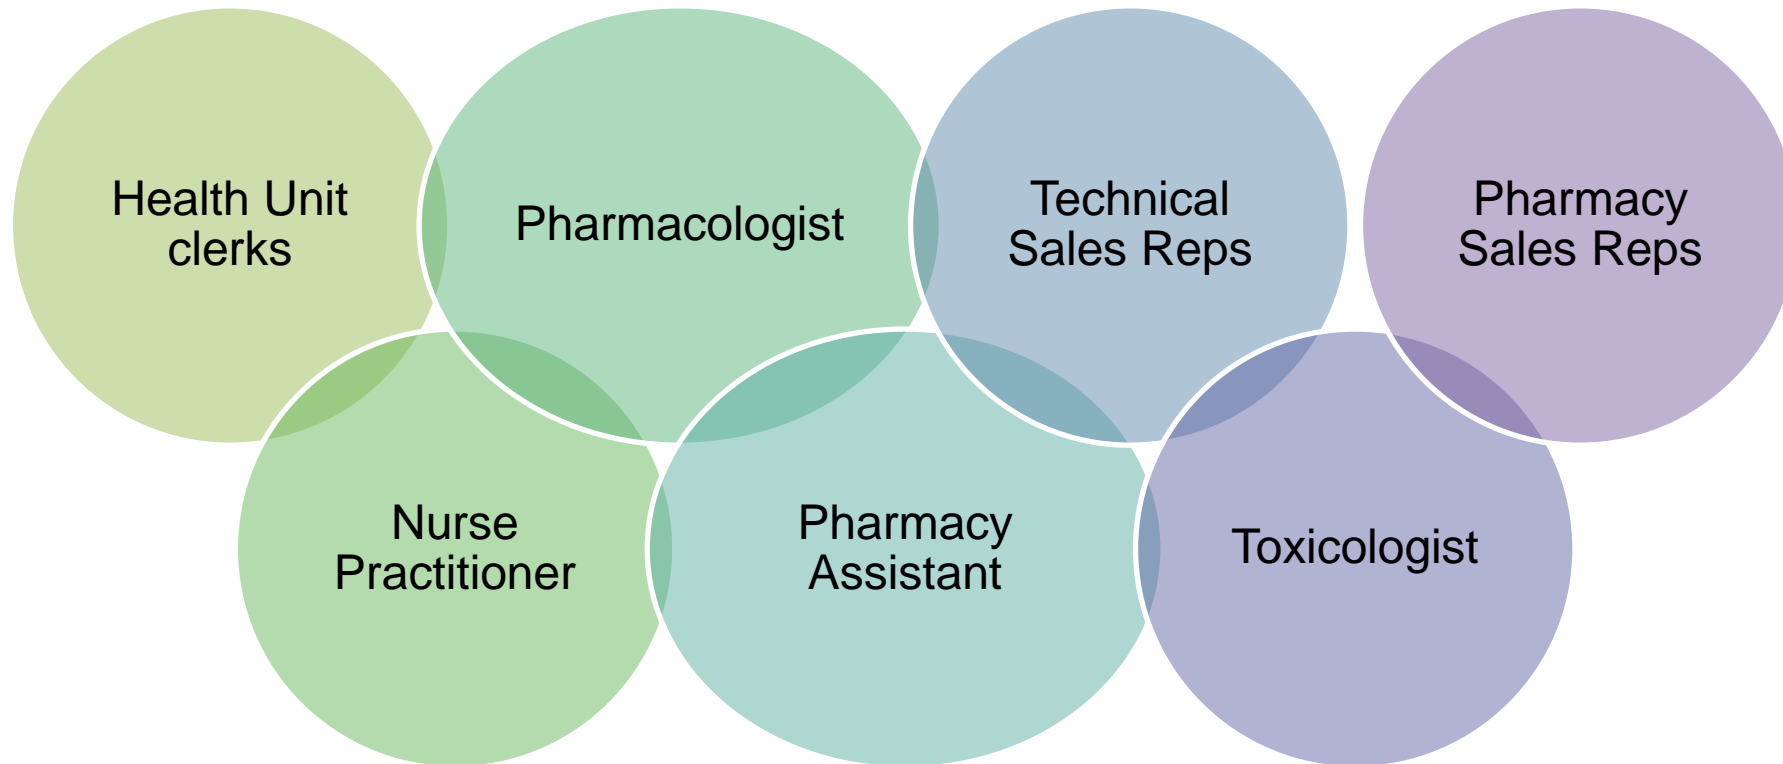 Health Unit
clerks
Pharmacologist
Technical
Sales Reps
Pharmacy
Sales Reps
Nurse
Practitioner
Pharmacy
Assistant
Toxicologist